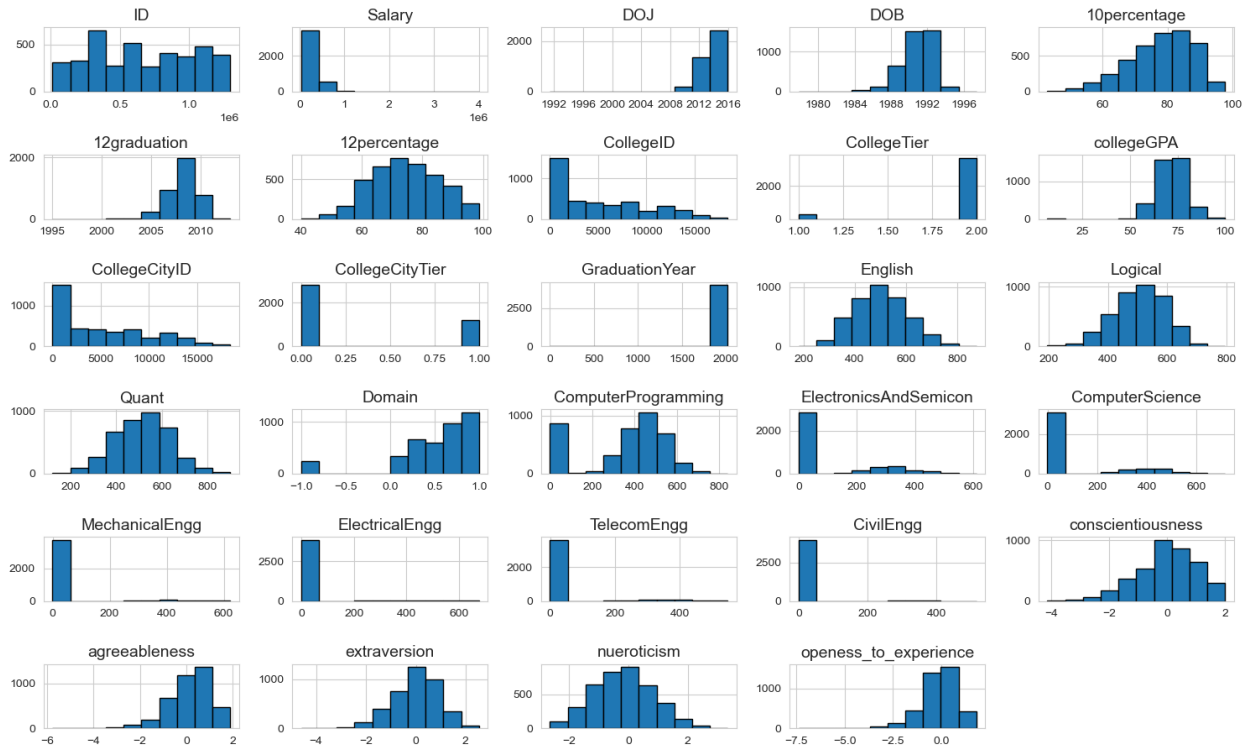 ID Salary DOJ DOB 10percentage
500 0 2000 0 2000 0 1000 0 500 0
0.0 0.5 1.0 0 1 2 3 4 1992 1996 2000 2004 2008 2012 2016 1980 1984 1988 1992 1996 60 80 100
1e6 1e6
12graduation 12percentage CollegeID CollegeTier collegeGPA
2000 0 500 0 1000 0 2000 0 1000 0
1995 2000 2005 2010 40 60 80 100 0 5000 10000 15000 1.00 1.25 1.50 1.75 2.00 25 50 75 100
CollegeCityID CollegeCityTier GraduationYear English Logical
1000 0 2000 0 2500 0 1000 0 1000 0
0 5000 10000 15000 0.00 0.25 0.50 0.75 1.00 0 500 1000 1500 2000 200 400 600 800 200 400 600 800
Quant Domain ComputerProgramming ElectronicsAndSemicon ComputerScience
1000 0 1000 0 1000 0 2000 0 2000 0
200 400 600 800 −1.0 −0.5 0.0 0.5 1.0 0 200 400 600 800 0 200 400 600 0 200 400 600
MechanicalEngg ElectricalEngg TelecomEngg CivilEngg conscientiousness
2000 0 2500 0 2000 0 2500 0 1000 0
0 200 400 600 0 200 400 600 0 200 400 0 200 400 −4 −2 0 2
agreeableness extraversion nueroticism openess_to_experience
1000 0 1000 0 500 0 1000 0
−6 −4 −2 0 2 −4 −2 0 2 −2 0 2 −7.5 −5.0 −2.5 0.0